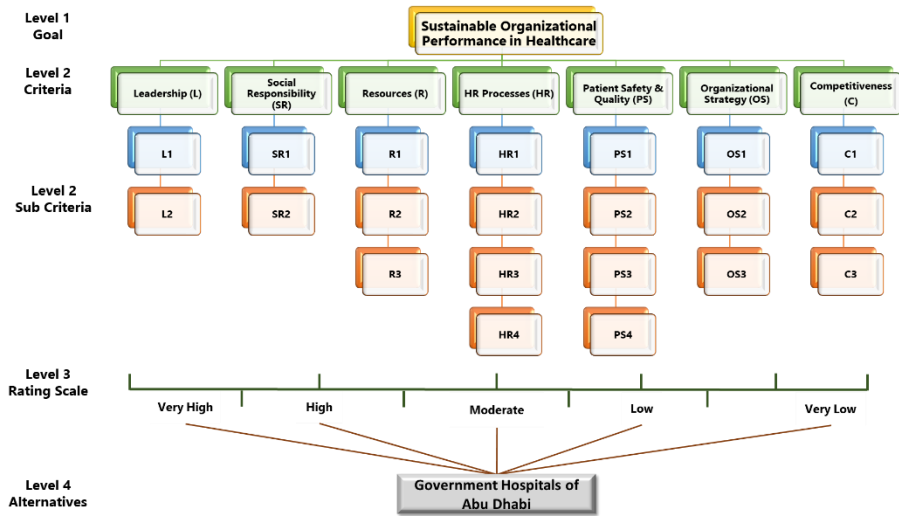 Level 1
Goal
Sustainable Organizational
Performance in Healthcare
Level 2
Criteria
Leadership (L)
Social
Responsibility
(SR)
Resources (R)
HR Processes (HR)
Patient Safety &
Quality (PS)
Organizational
Strategy (OS)
Competitiveness
(C)
Level 2
Sub Criteria
L1
SR1
R1
HR1
PS1
OS1
C1
L2
SR2
R2
HR2
PS2
OS2
C2
R3
HR3
PS3
OS3
C3
HR4
PS4
Level 3
Rating Scale
Very High
High
Moderate
Low
Very Low
Level 4
Alternatives
Government Hospitals of
Abu Dhabi